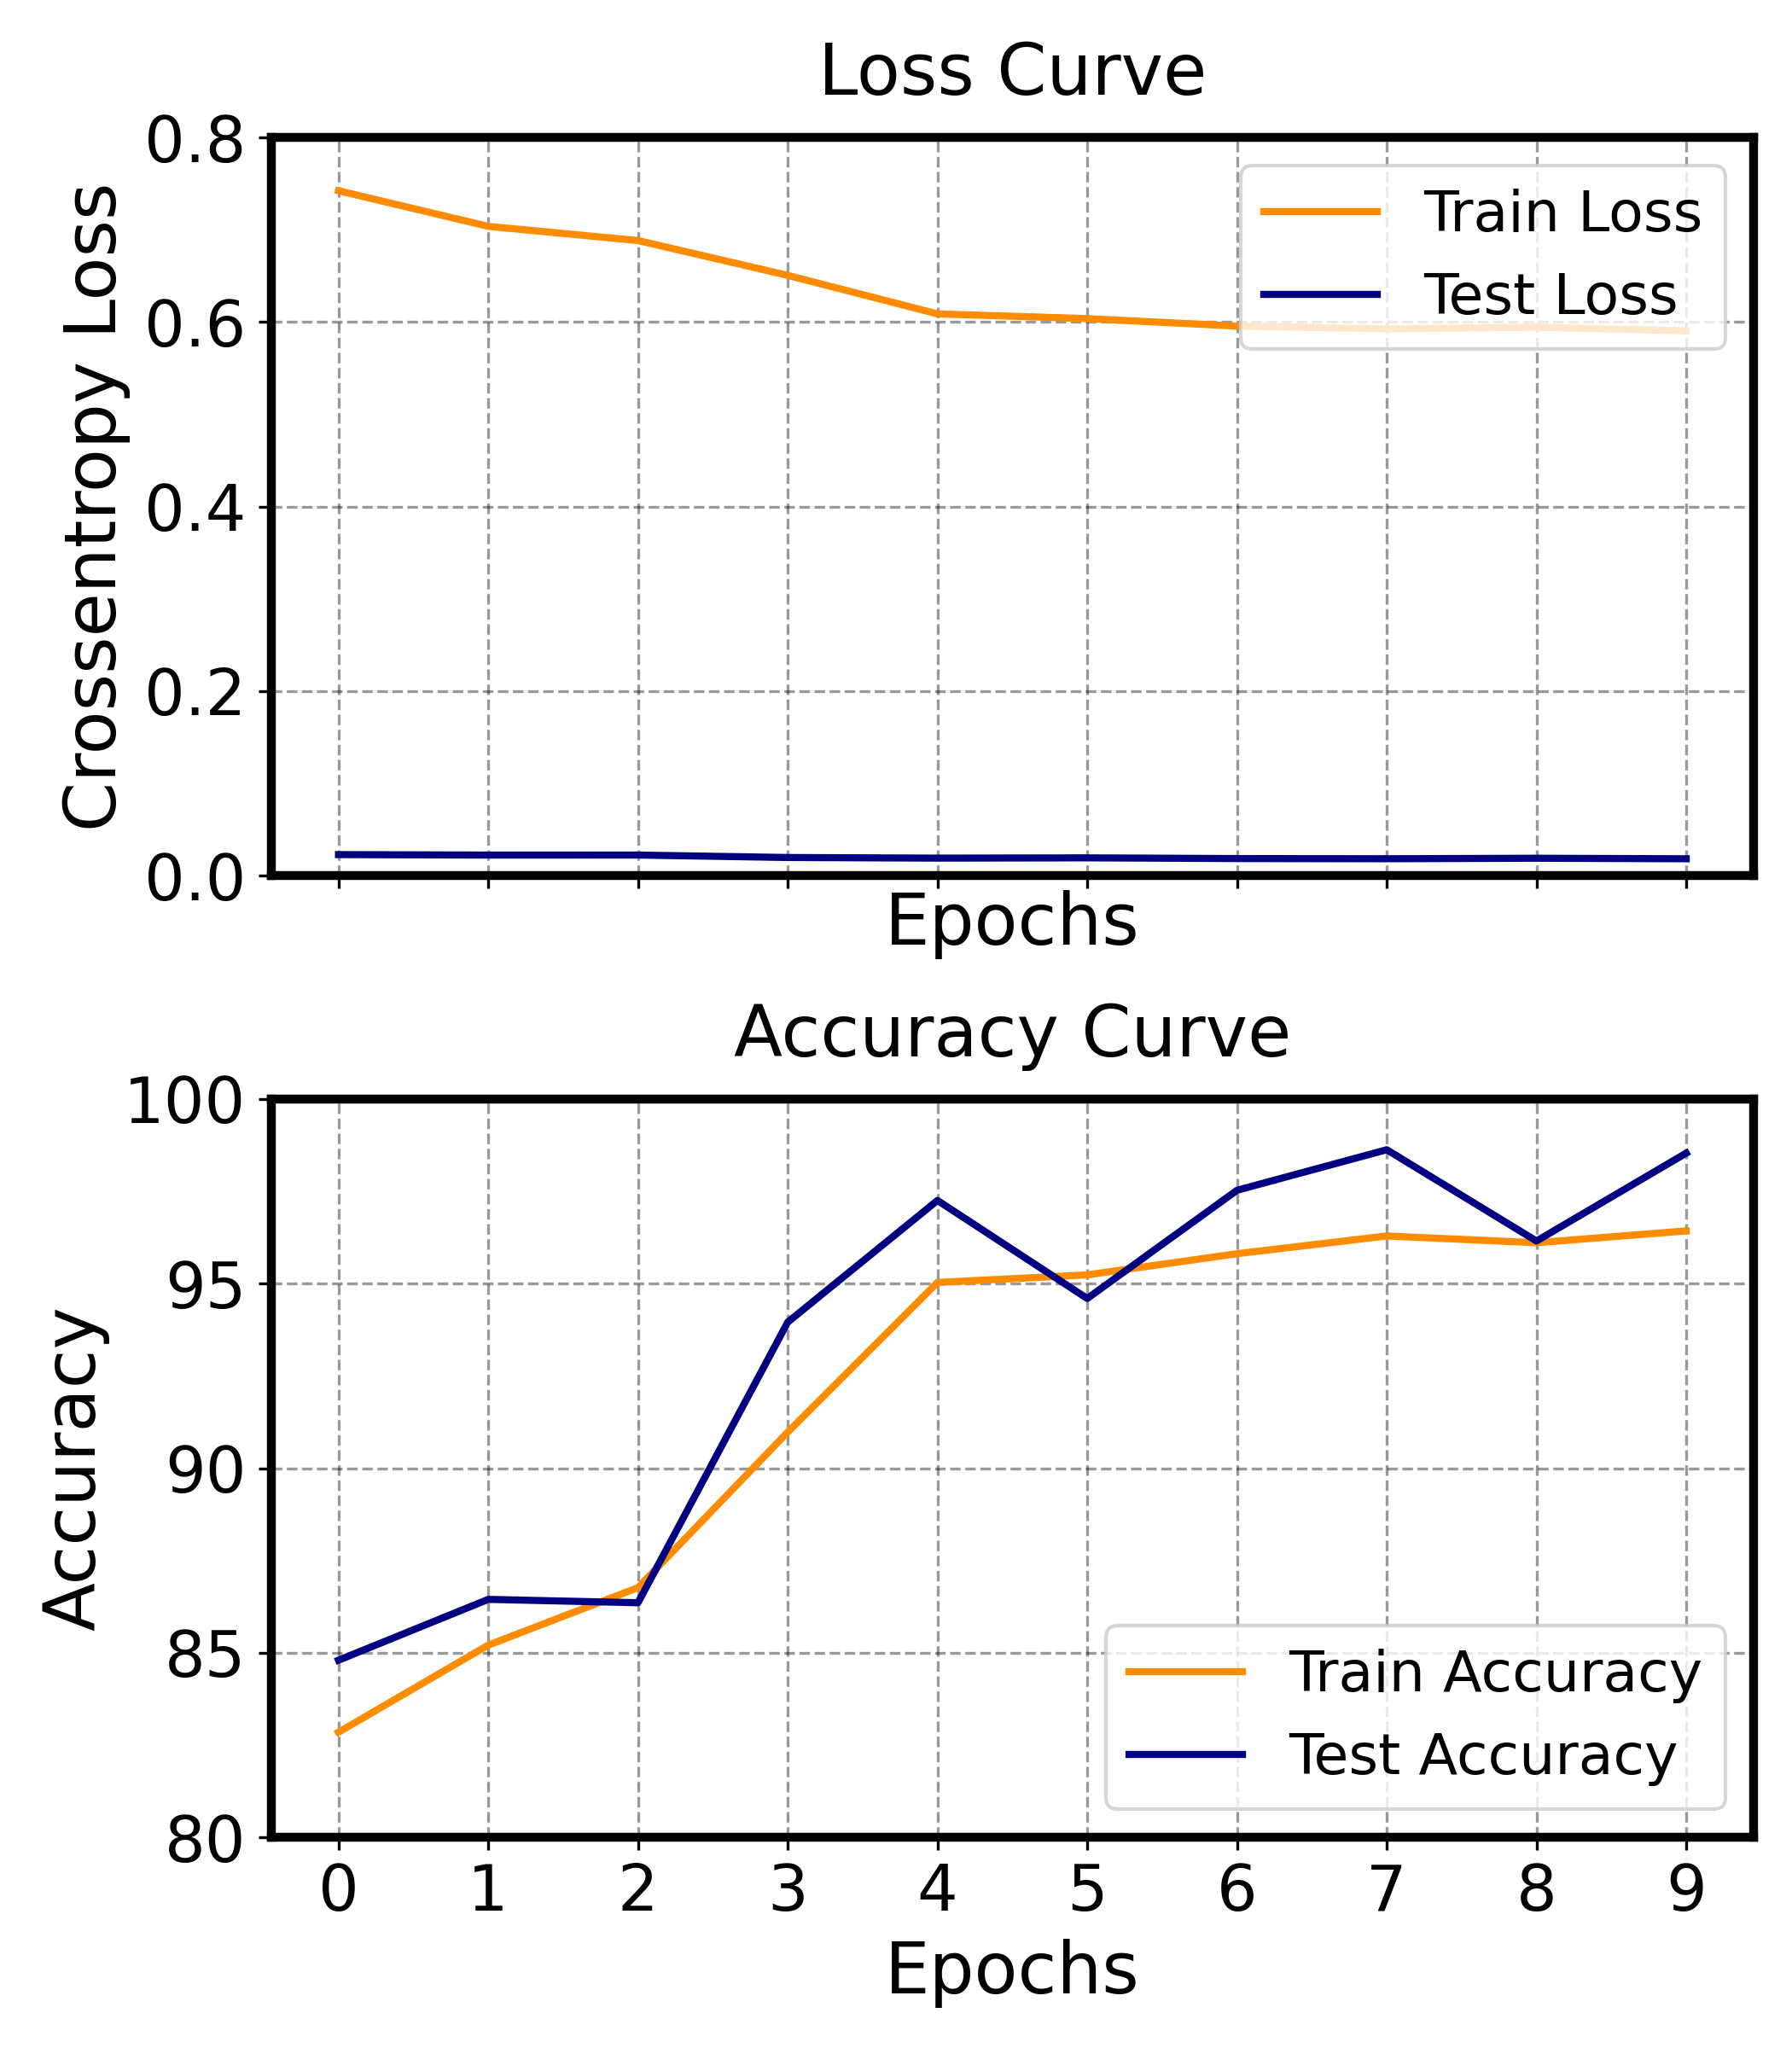 Loss Curve
0.8
0.6
0.4
0.2
0.0
Crossentropy Loss
Train Loss
Test Loss
Epochs
Accuracy Curve
100
95
90
85
80
Accuracy
Train Accuracy
Test Accuracy
0 1 2 3 4 5 6 7 8 9
Epochs